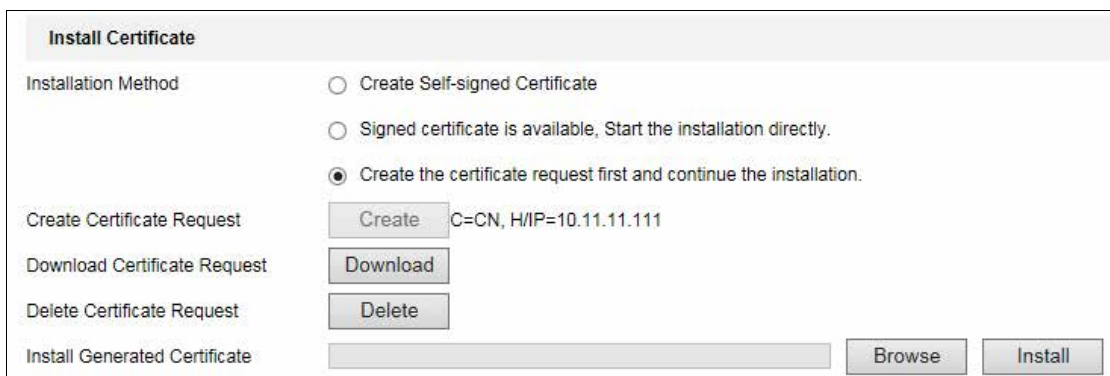 Install Certificate
Installation Method
Create Self-signed Certificate
Signed certificate is available, Start the installation directly.
Create the certificate request first and continue the installation.
Create Certificate Request Create C=CN, H/IP=10.11.11.111
Download Certificate Request Download
Delete Certificate Request Delete
Install Generated Certificate Browse Install